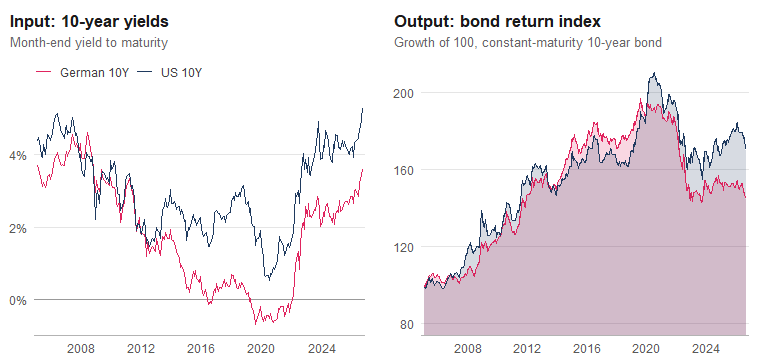 Input: 10-year yields
Month-end yield to maturity
German 10Y
US 10Y
4%
2%
0%
2008
2012
2016
2020
2024
Output: bond return index
Growth of 100, constant-maturity 10-year bond
200
160
120
80
2008
2012
2016
2020
2024